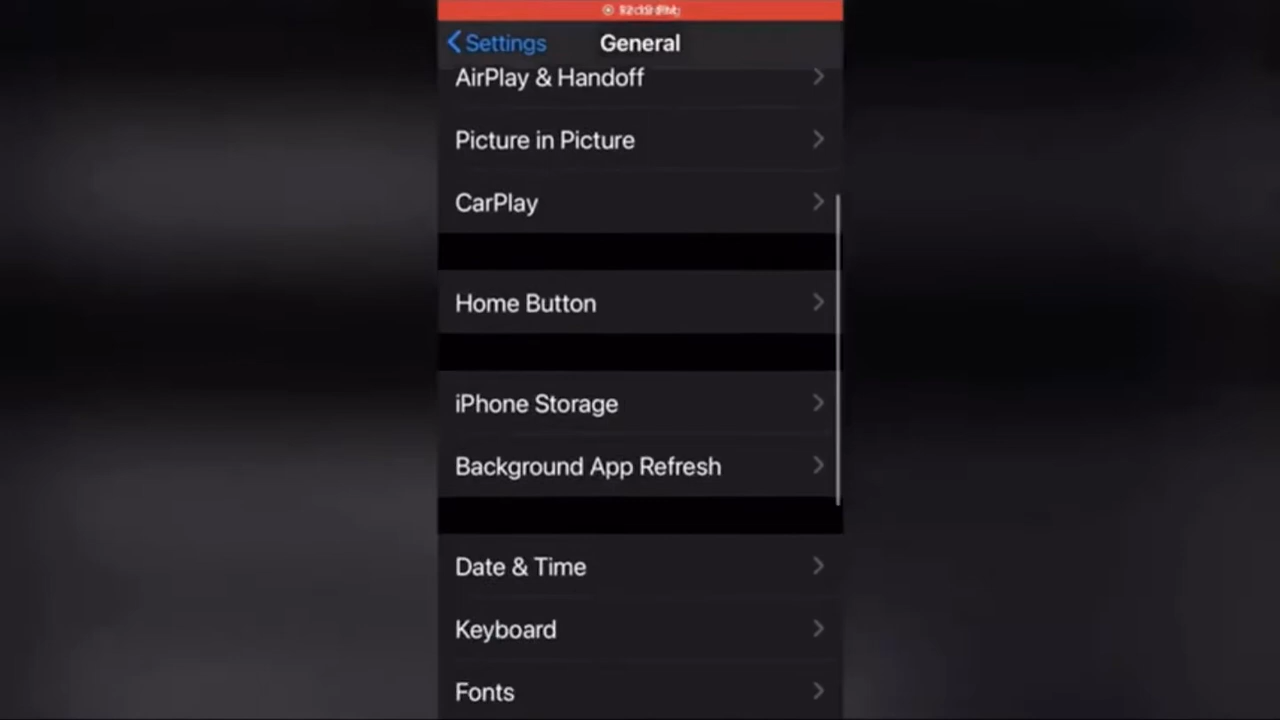 Settings
General
AirPlay & Handoff
Picture in Picture
CarPlay
Home Button
iPhone Storage
Background App Refresh
Date & Time
Keyboard
Fonts